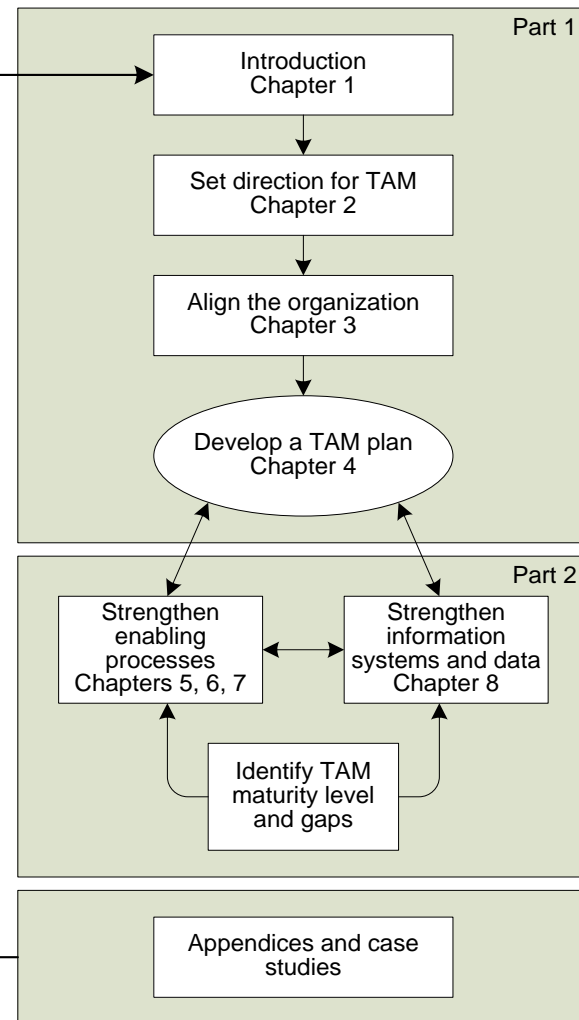 Part 1
Introduction
Chapter 1
Set direction for TAM
Chapter 2
Align the organization
Chapter 3
Develop a TAM plan
Chapter 4
Part 2
Strengthen
enabling
processes
Chapters 5, 6, 7
Strengthen
information
systems and data
Chapter 8
Identify TAM
maturity level
and gaps
Appendices and case
studies